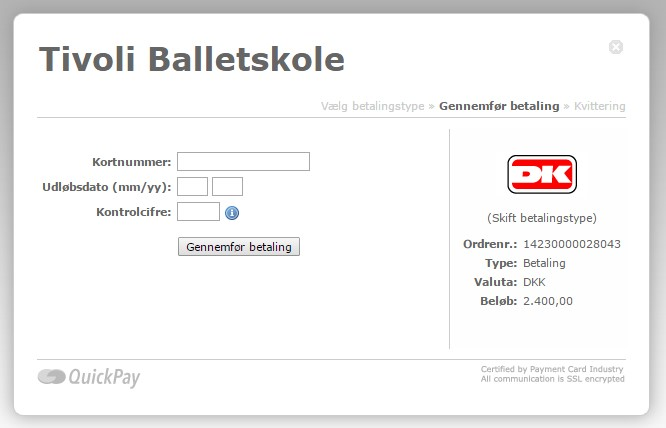 Tivoli Balletskole
Vælg betalingstype » Gennemfør betaling » Kvittering
Kortnummer:
Udløbsdato (mm/yy):
Kontrolcifre:
Gennemfør betaling
DK
(Skift betalingstype)
Ordrenr.: 14230000028043
Type: Betaling
Valuta: DKK
Beløb: 2.400,00
QuickPay
Certified by Payment Card Industry
All communication is SSL encrypted